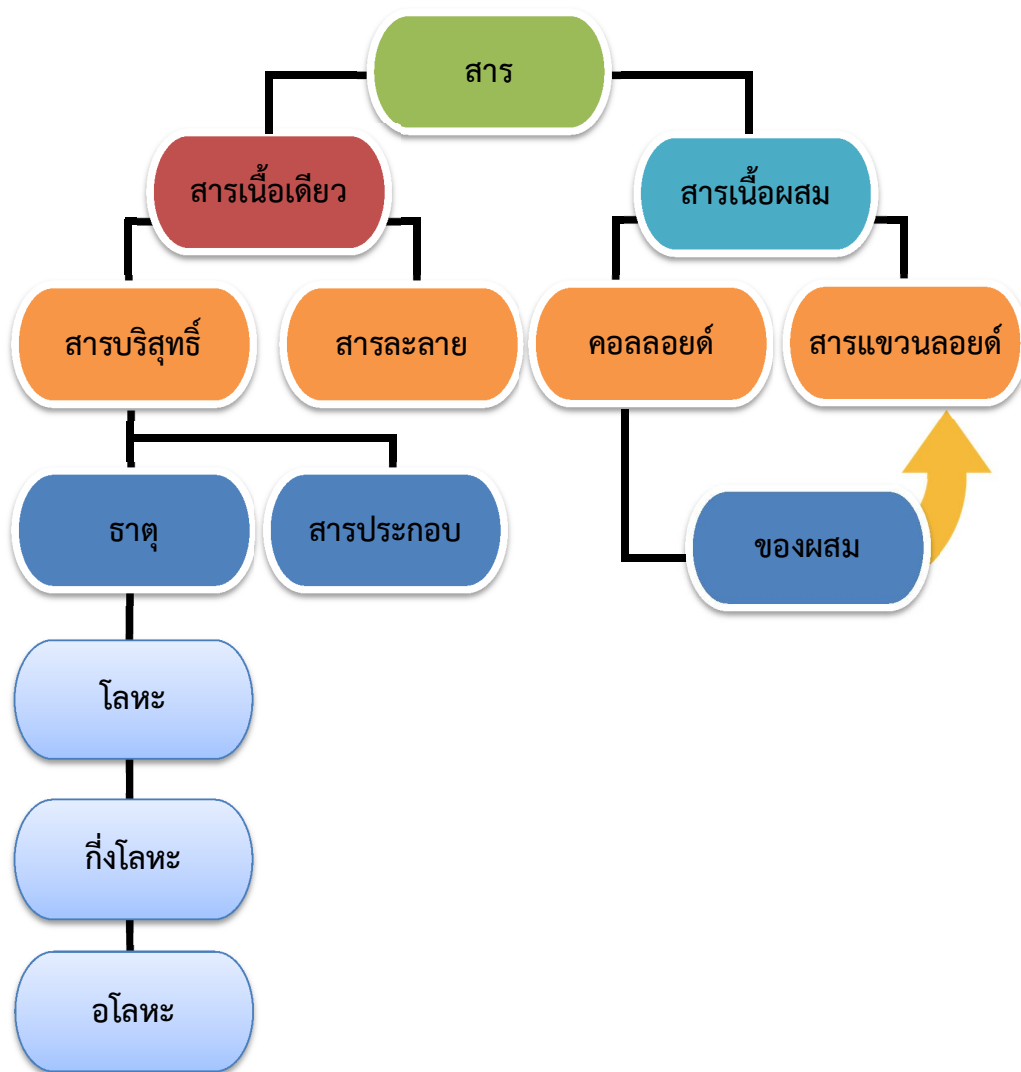 สาร
สารเนื้อเดียว
สารเนื้อผสม
สารบริสุทธิ์
สารละลาย
คอลลอยด์
สารแขวนลอยด์
ธาตุ
สารประกอบ
ของผสม
โลหะ
กี่งโลหะ
อโลหะ